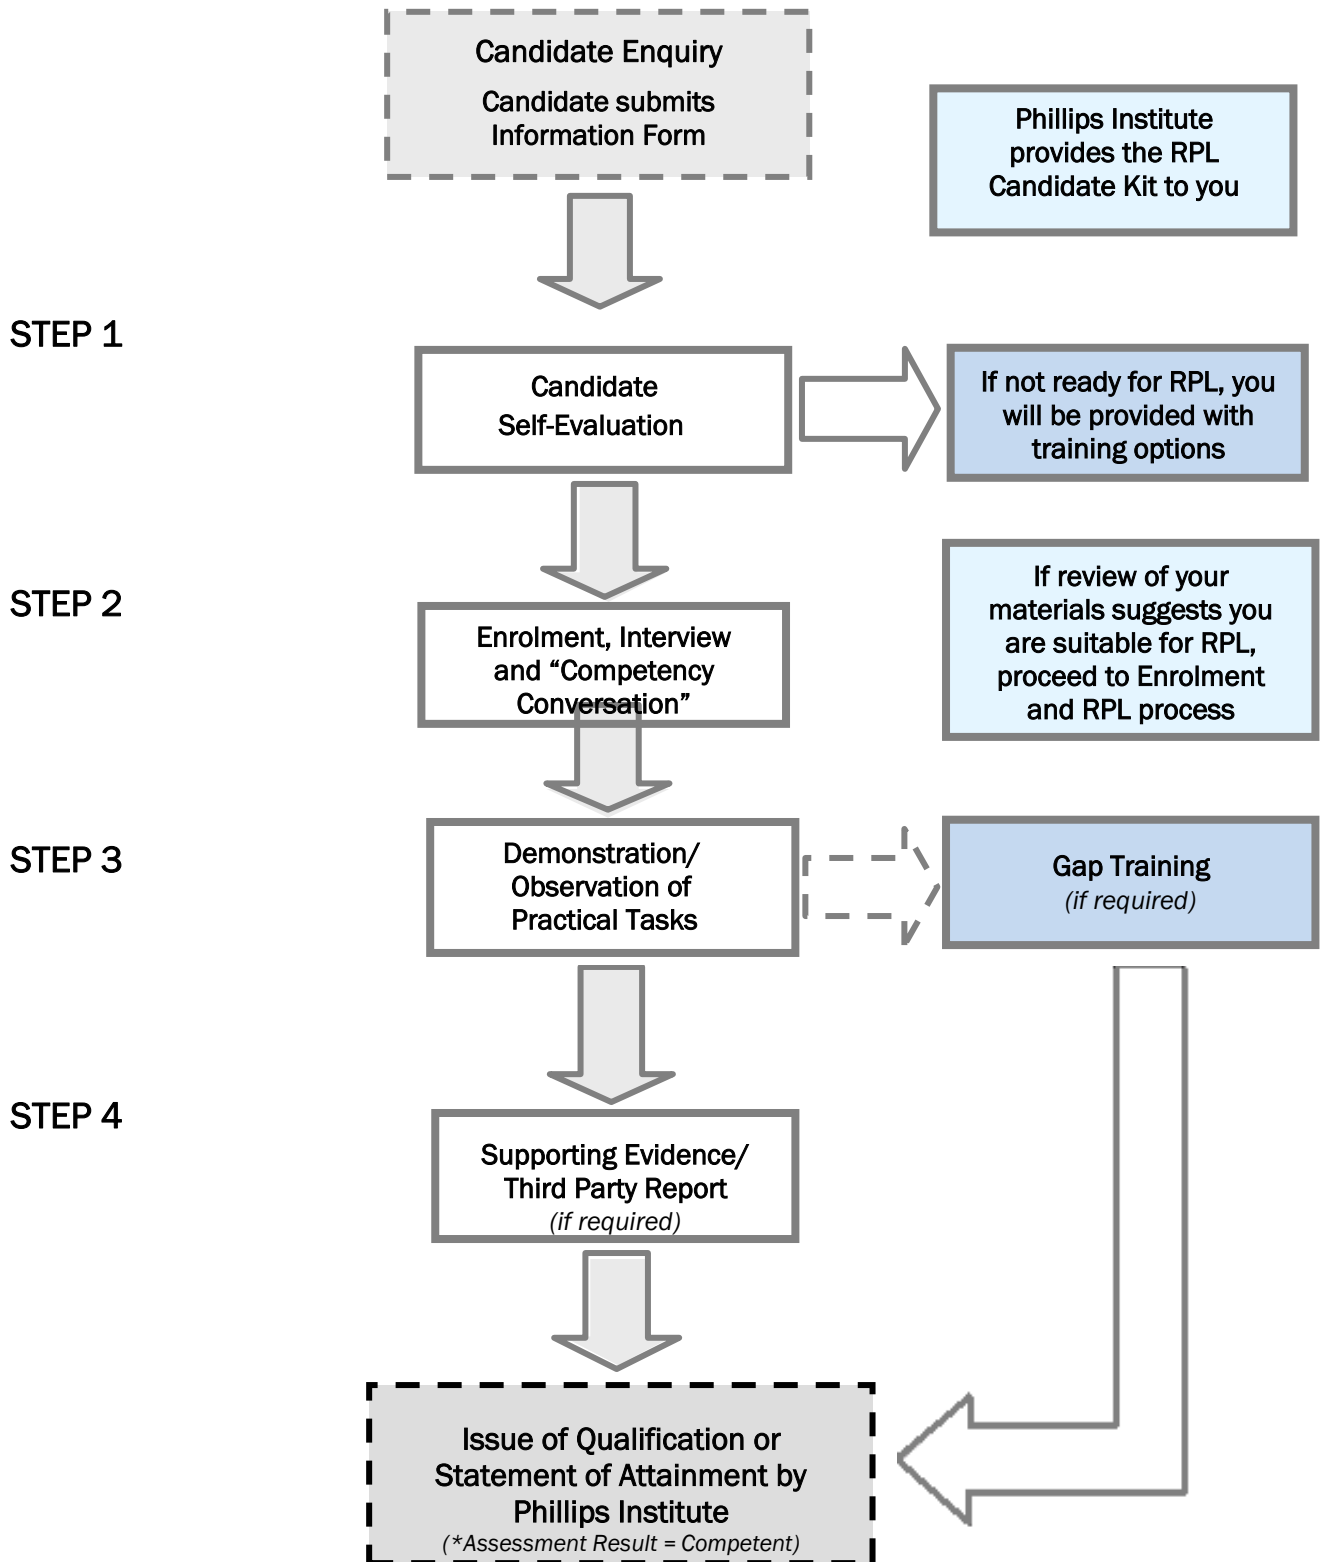 Candidate Enquiry
Candidate submits
Information Form
Phillips Institute
provides the RPL
Candidate Kit to you
STEP 1
Candidate
Self-Evaluation
If not ready for RPL, you
will be provided with
training options
STEP 2
Enrolment, Interview
and “Competency
Conversation”
If review of your
materials suggests you
are suitable for RPL,
proceed to Enrolment
and RPL process
STEP 3
Demonstration/
Observation of
Practical Tasks
Gap Training
(if required)
STEP 4
Supporting Evidence/
Third Party Report
(if required)
Issue of Qualification or
Statement of Attainment by
Phillips Institute
(*Assessment Result = Competent)